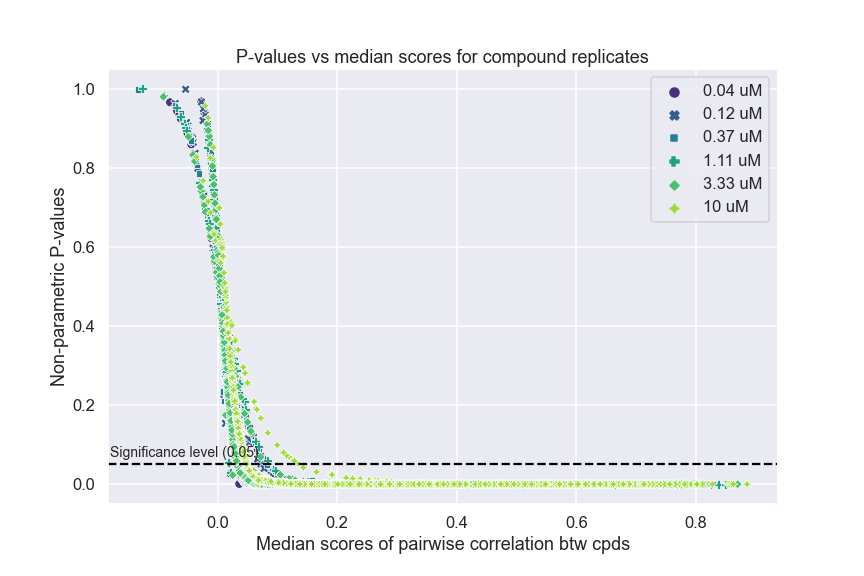 P-values vs median scores for compound replicates
1.0
0.8
0.6
0.4
0.2
0.0
Non-parametric P-values
0.04 uM
0.12 uM
0.37 uM
1.11 uM
3.33 uM
10 uM
Significance level (0.05)
0.0 0.2 0.4 0.6 0.8
Median scores of pairwise correlation btw cpds